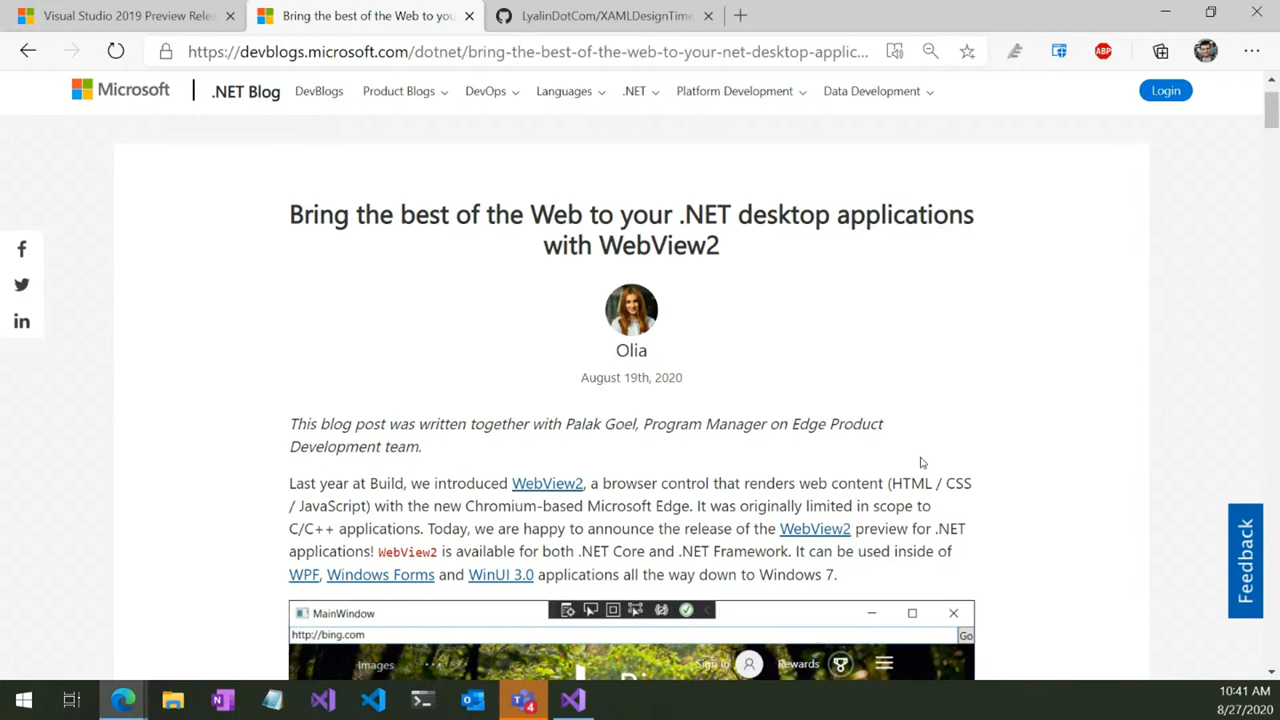 Visual Studio 2019 Preview Relea
Bring the best of the Web to you
LyalinDotCom/XAMLDesignTime
https://devblogs.microsoft.com/dotnet/bring-the-best-of-the-web-to-your-net-desktop-applic...
ABP
Microsoft
.NET Blog
DevBlogs
Product Blogs
DevOps
Languages
.NET
Platform Development
Data Development
Login
Bring the best of the Web to your .NET desktop applications
with WebView2
Olia
August 19th, 2020
This blog post was written together with Palak Goel, Program Manager on Edge Product
Development team.
Last year at Build, we introduced WebView2, a browser control that renders web content (HTML / CSS
/ JavaScript) with the new Chromium-based Microsoft Edge. It was originally limited in scope to
C/C++ applications. Today, we are happy to announce the release of the WebView2 preview for .NET
applications! WebView2 is available for both .NET Core and .NET Framework. It can be used inside of
WPF, Windows Forms and WinUI 3.0 applications all the way down to Windows 7.
Feedback
MainWindow
http://bing.com
Go
Images
Sign in
Rewards
4
10:41 AM
8/27/2020